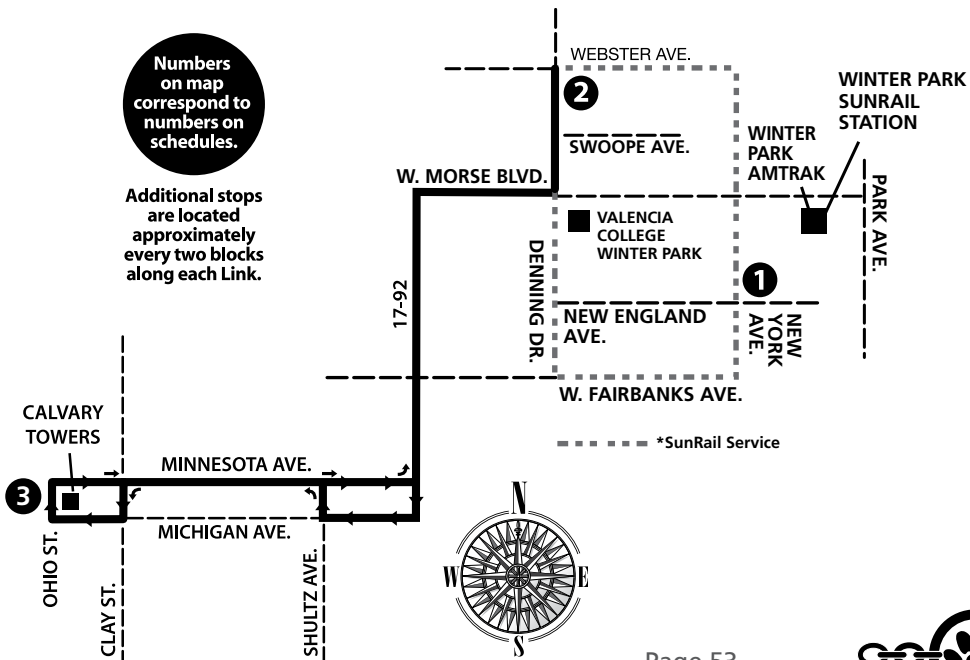 Numbers
on map
correspond to
numbers on
schedules.
Additional stops
are located
approximately
every two blocks
along each Link.
WEBSTER AVE.
2
SWOOPE AVE.
W. MORSE BLVD.
WINTER PARK
SUNRAIL
STATION
WINTER
PARK
AMTRAK
PARK AVE.
VALENCIA
COLLEGE
WINTER PARK
DENNING DR.
17-92
1
NEW ENGLAND
AVE.
NEW
YORK
AVE.
W. FAIRBANKS AVE.
*SunRail Service
CALVARY
TOWERS
MINNESOTA AVE.
3
MICHIGAN AVE.
OHIO ST.
CLAY ST.
SHULTZ AVE.
N
W
E
S
Page 53